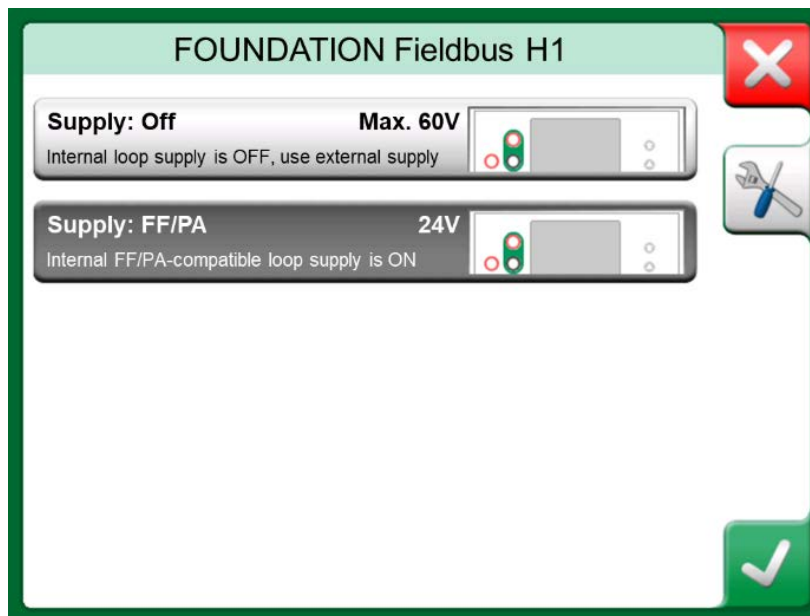 FOUNDATION Fieldbus H1
Supply: Off Max. 60V
Internal loop supply is OFF, use external supply
Supply: FF/PA 24V
Internal FF/PA-compatible loop supply is ON